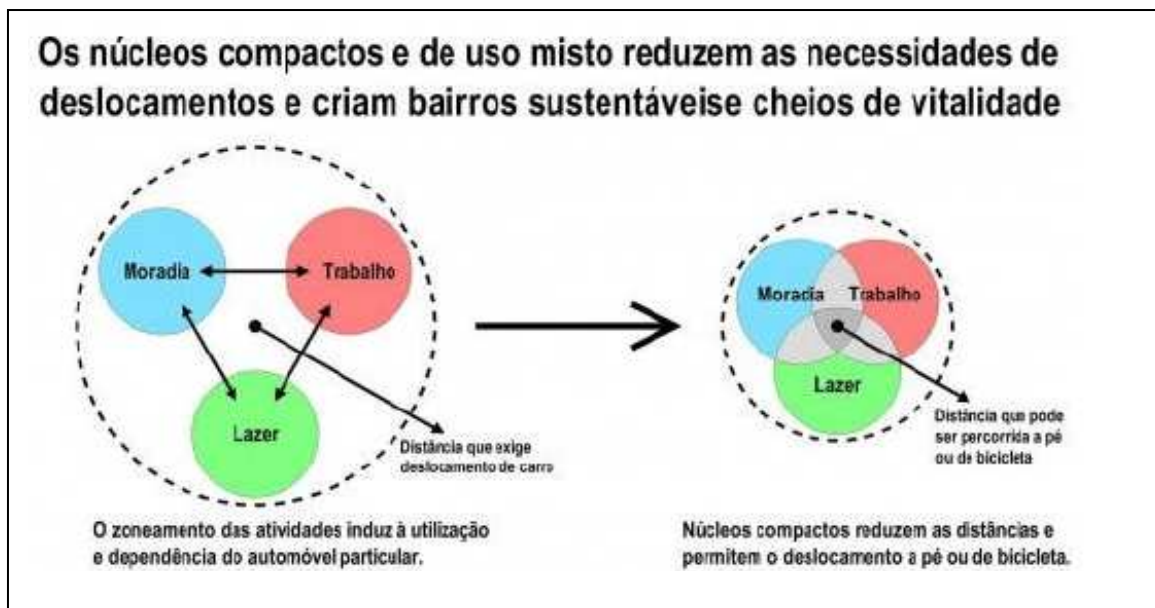 Os núcleos compactos e de uso misto reduzem as necessidades de
deslocamentos e criam bairros sustentáveise cheios de vitalidade
Moradia
Trabalho
Lazer
Distância que exige
deslocamento de carro
O zoneamento das atividades induz à utilização
e dependência do automóvel particular.
Moradia
Trabalho
Lazer
Distância que pode
ser percorrida a pé
ou de bicicleta
Núcleos compactos reduzem as distâncias e
permitem o deslocamento a pé ou de bicicleta.